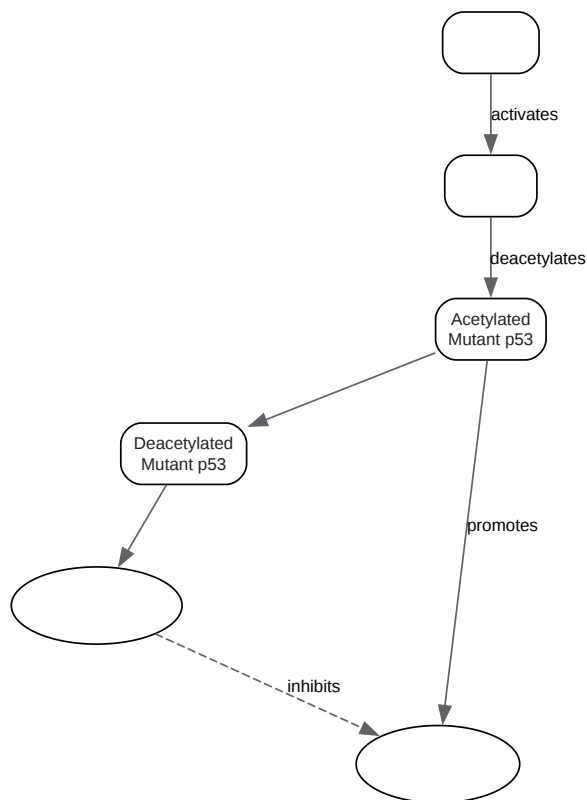 activates
deacetylates
Acetylated
Mutant p53
Deacetylated
Mutant p53
promotes
inhibits